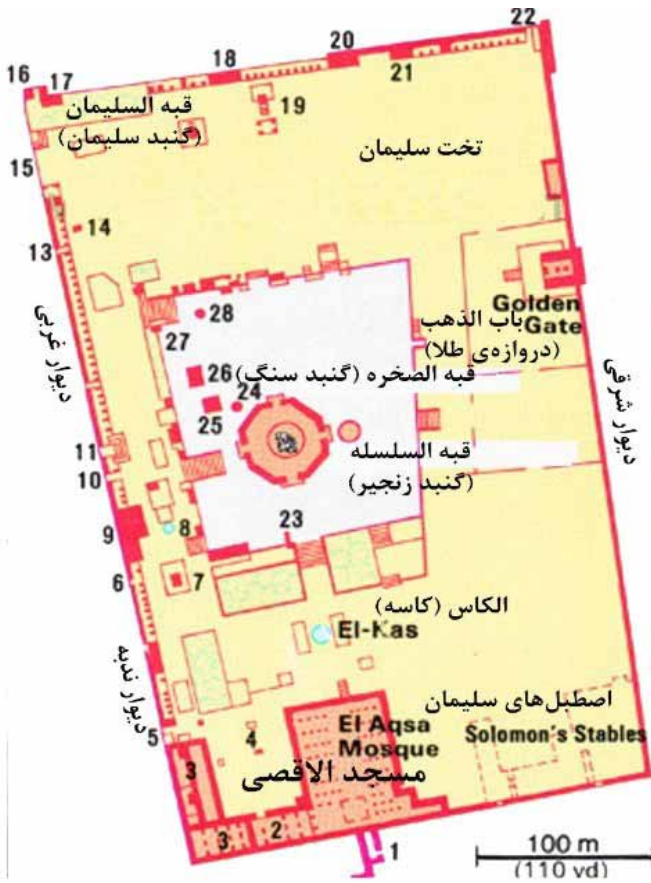 22
20
18
21
16
17
قبه السلیمان
(گنبد سلیمان)
19
تخت سلیمان
15
14
13
دیوار غربی
Golden
Gate
باب الذهب
(دروازه‌ی طلا)
28
27
قبه الصخره (گنبد سنگ)
26
24
25
دیوار شرقی
قبه السلسله
(گنبد زنجیر)
11
10
9
8
23
6
7
الکاس (کاسه)
El-Kas
دیوار ندبه
اصطبل‌های سلیمان
Solomon's Stables
El Aqsa
Mosque
مسجد الاقصی
5
4
3
3
2
1
100 m
(110 yd)